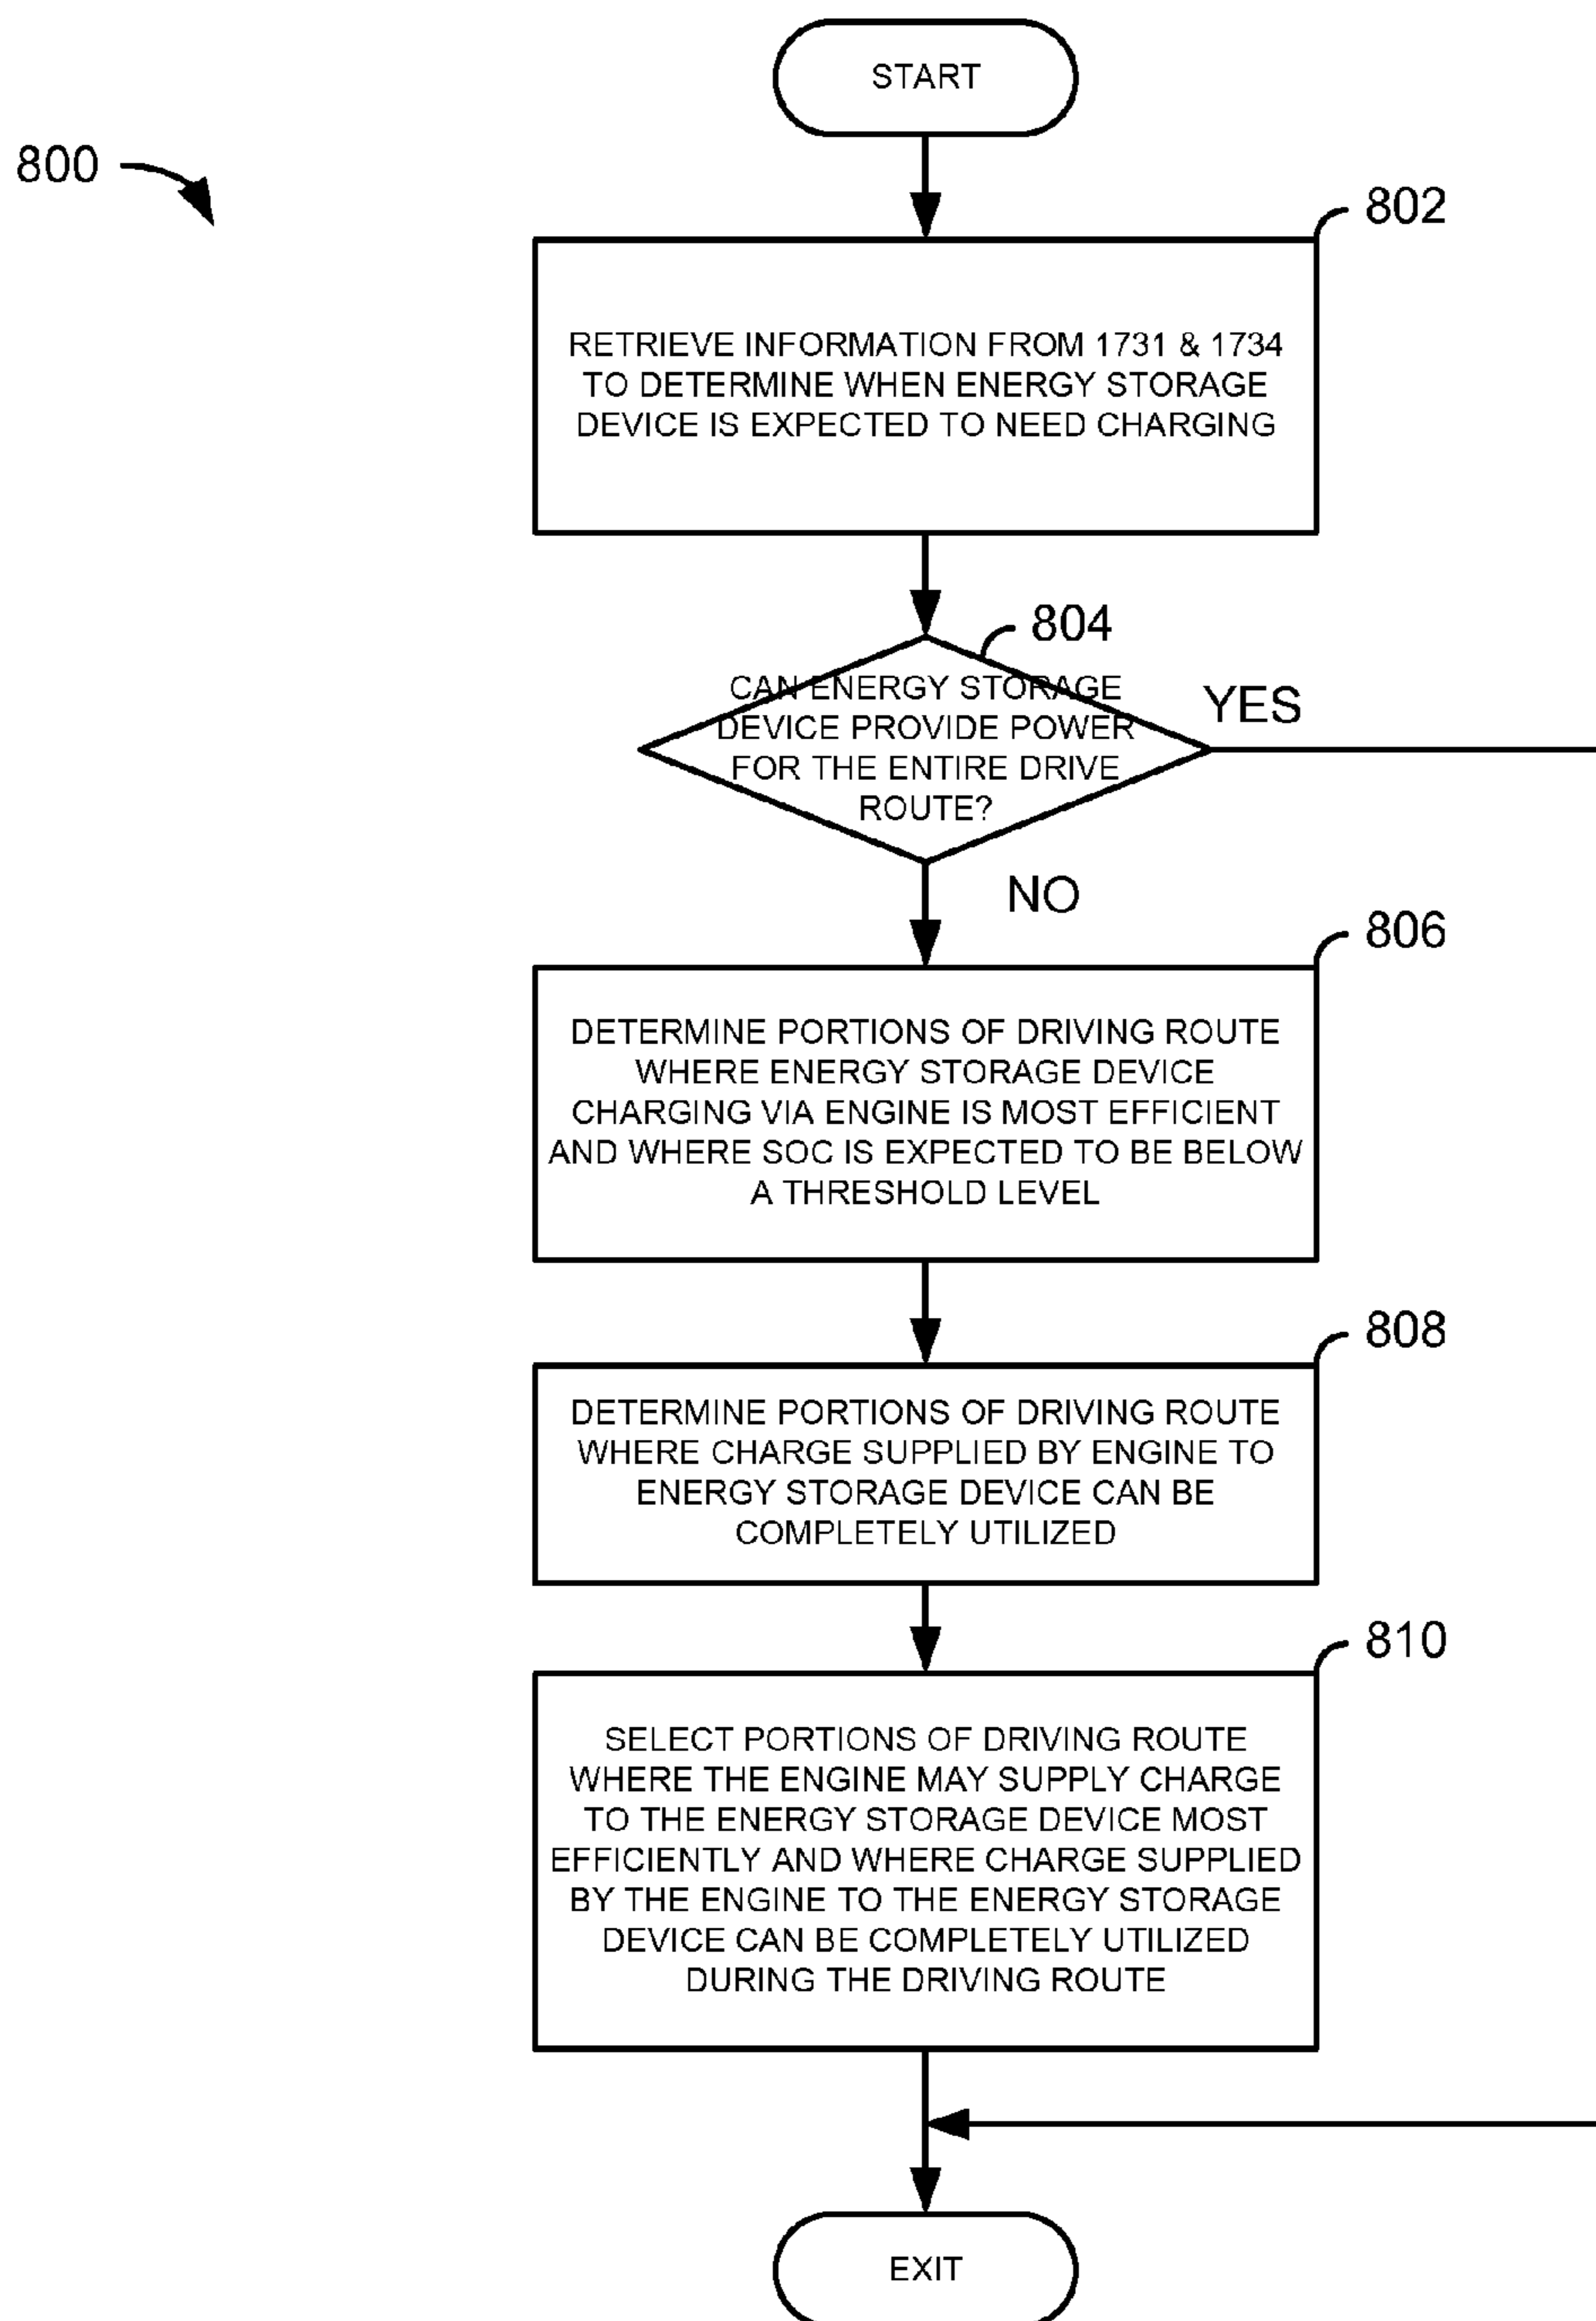 START
800
802
RETRIEVE INFORMATION FROM 1731 & 1734
TO DETERMINE WHEN ENERGY STORAGE
DEVICE IS EXPECTED TO NEED CHARGING
804
CAN ENERGY STORAGE
DEVICE PROVIDE POWER
FOR THE ENTIRE DRIVE
ROUTE?
YES
NO
806
DETERMINE PORTIONS OF DRIVING ROUTE
WHERE ENERGY STORAGE DEVICE
CHARGING VIA ENGINE IS MOST EFFICIENT
AND WHERE SOC IS EXPECTED TO BE BELOW
A THRESHOLD LEVEL
808
DETERMINE PORTIONS OF DRIVING ROUTE
WHERE CHARGE SUPPLIED BY ENGINE TO
ENERGY STORAGE DEVICE CAN BE
COMPLETELY UTILIZED
810
SELECT PORTIONS OF DRIVING ROUTE
WHERE THE ENGINE MAY SUPPLY CHARGE
TO THE ENERGY STORAGE DEVICE MOST
EFFICIENTLY AND WHERE CHARGE SUPPLIED
BY THE ENGINE TO THE ENERGY STORAGE
DEVICE CAN BE COMPLETELY UTILIZED
DURING THE DRIVING ROUTE
EXIT